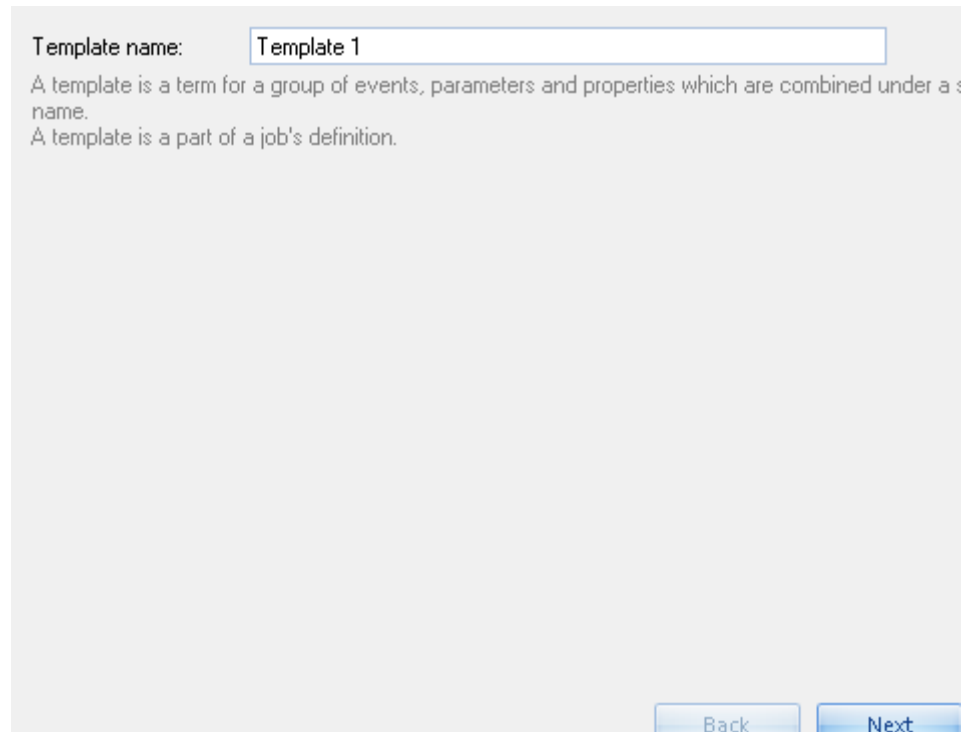 Template name: Template 1
A template is a term for a group of events, parameters and properties which are combined under a
name.
A template is a part of a job's definition.
Back Next